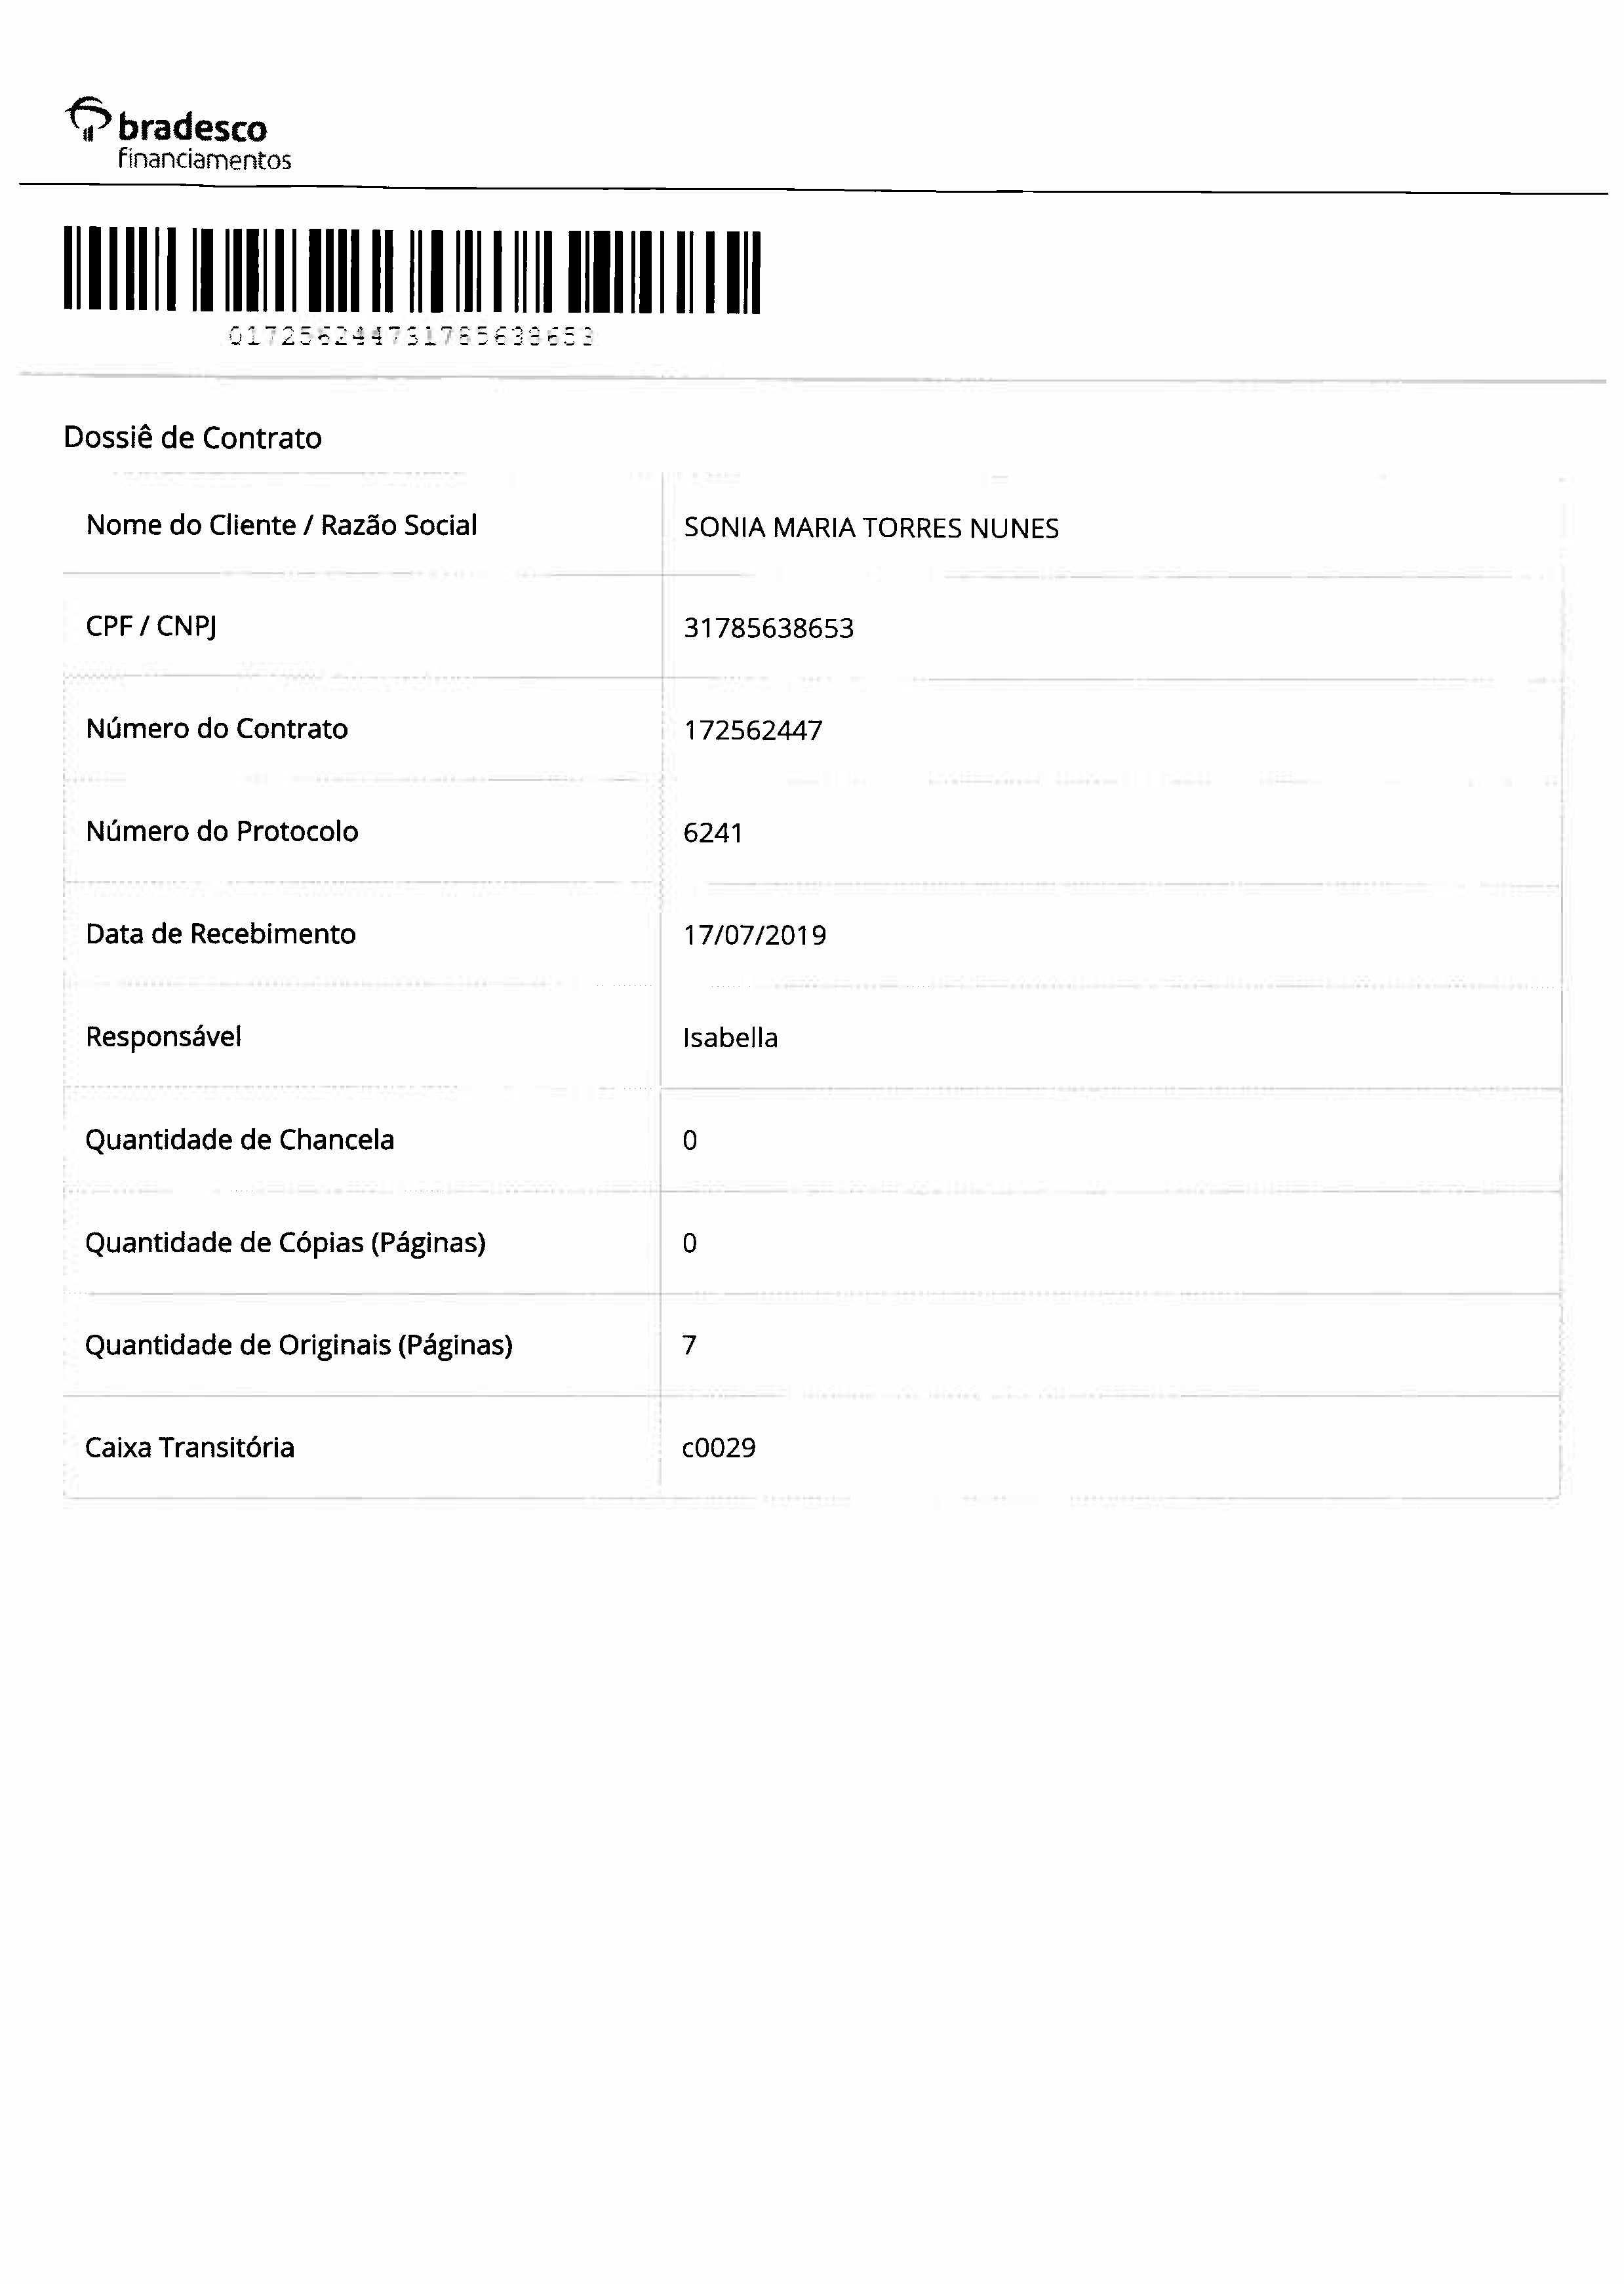 bradesco
financiamentos
017256244731785638653
Dossiê de Contrato
Nome do Cliente / Razão Social SONIA MARIA TORRES NUNES
CPF / CNPJ 31785638653
Número do Contrato 172562447
Número do Protocolo 6241
Data de Recebimento 17/07/2019
Responsável Isabella
Quantidade de Chancela 0
Quantidade de Cópias (Páginas) 0
Quantidade de Originais (Páginas) 7
Caixa Transitória c0029